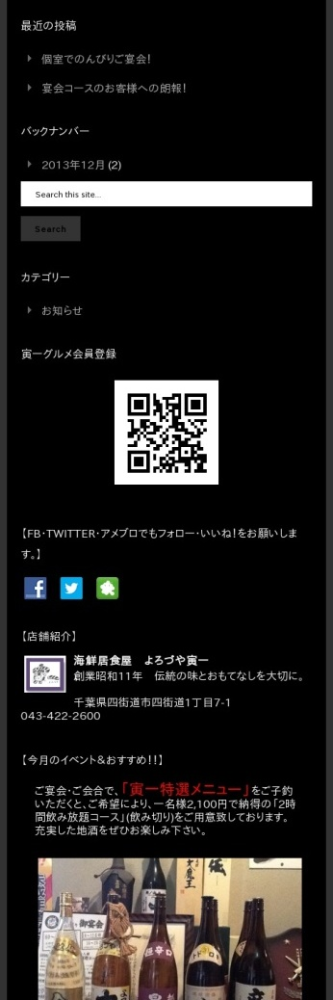 最近の投稿
個室でのんびりご宴会！
宴会コースのお客様への朗報！
バックナンバー
2013年12月 (2)
Search this site...
Search
カテゴリー
お知らせ
寅一グルメ会員登録
【FB・TWITTER・アメブロでもフォロー・いいね！をお願いしま
す。】
【店舗紹介】
海鮮居食屋　よろづや寅一
創業昭和11年　伝統の味とおもてなしを大切に。
千葉県四街道市四街道1丁目7-1
043-422-2600
【今月のイベント＆おすすめ！！】
ご宴会・ご会合で、「寅一特選メニュー」をご予約
いただくと、ご希望により、一名様2,100円で納得の「2時
間飲み放題コース」(飲み切り)をご用意致しております。
充実した地酒をぜひお楽しみ下さい。
大魔王
御宴会